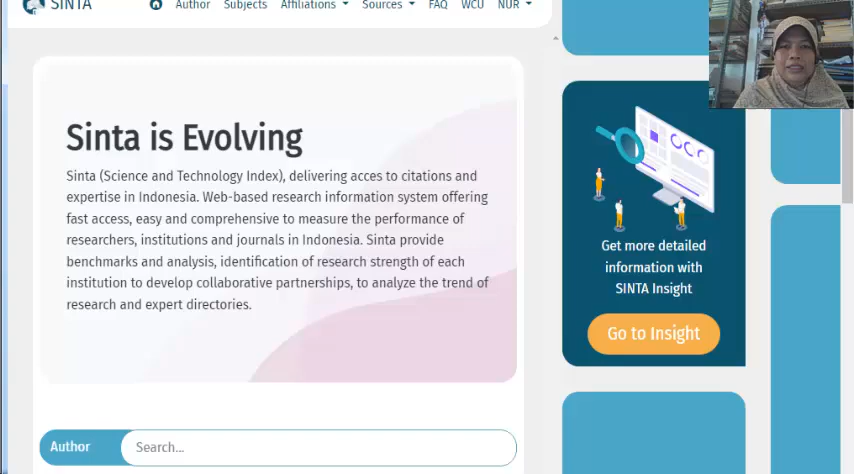 SINTA
Author Subjects Affiliations Sources FAQ WCU NUR
Sinta is Evolving
Sinta (Science and Technology Index), delivering acces to citations and
expertise in Indonesia. Web-based research information system offering
fast access, easy and comprehensive to measure the performance of
researchers, institutions and journals in Indonesia. Sinta provide
benchmarks and analysis, identification of research strength of each
institution to develop collaborative partnerships, to analyze the trend of
research and expert directories.
Get more detailed
information with
SINTA Insight
Go to Insight
Author Search...